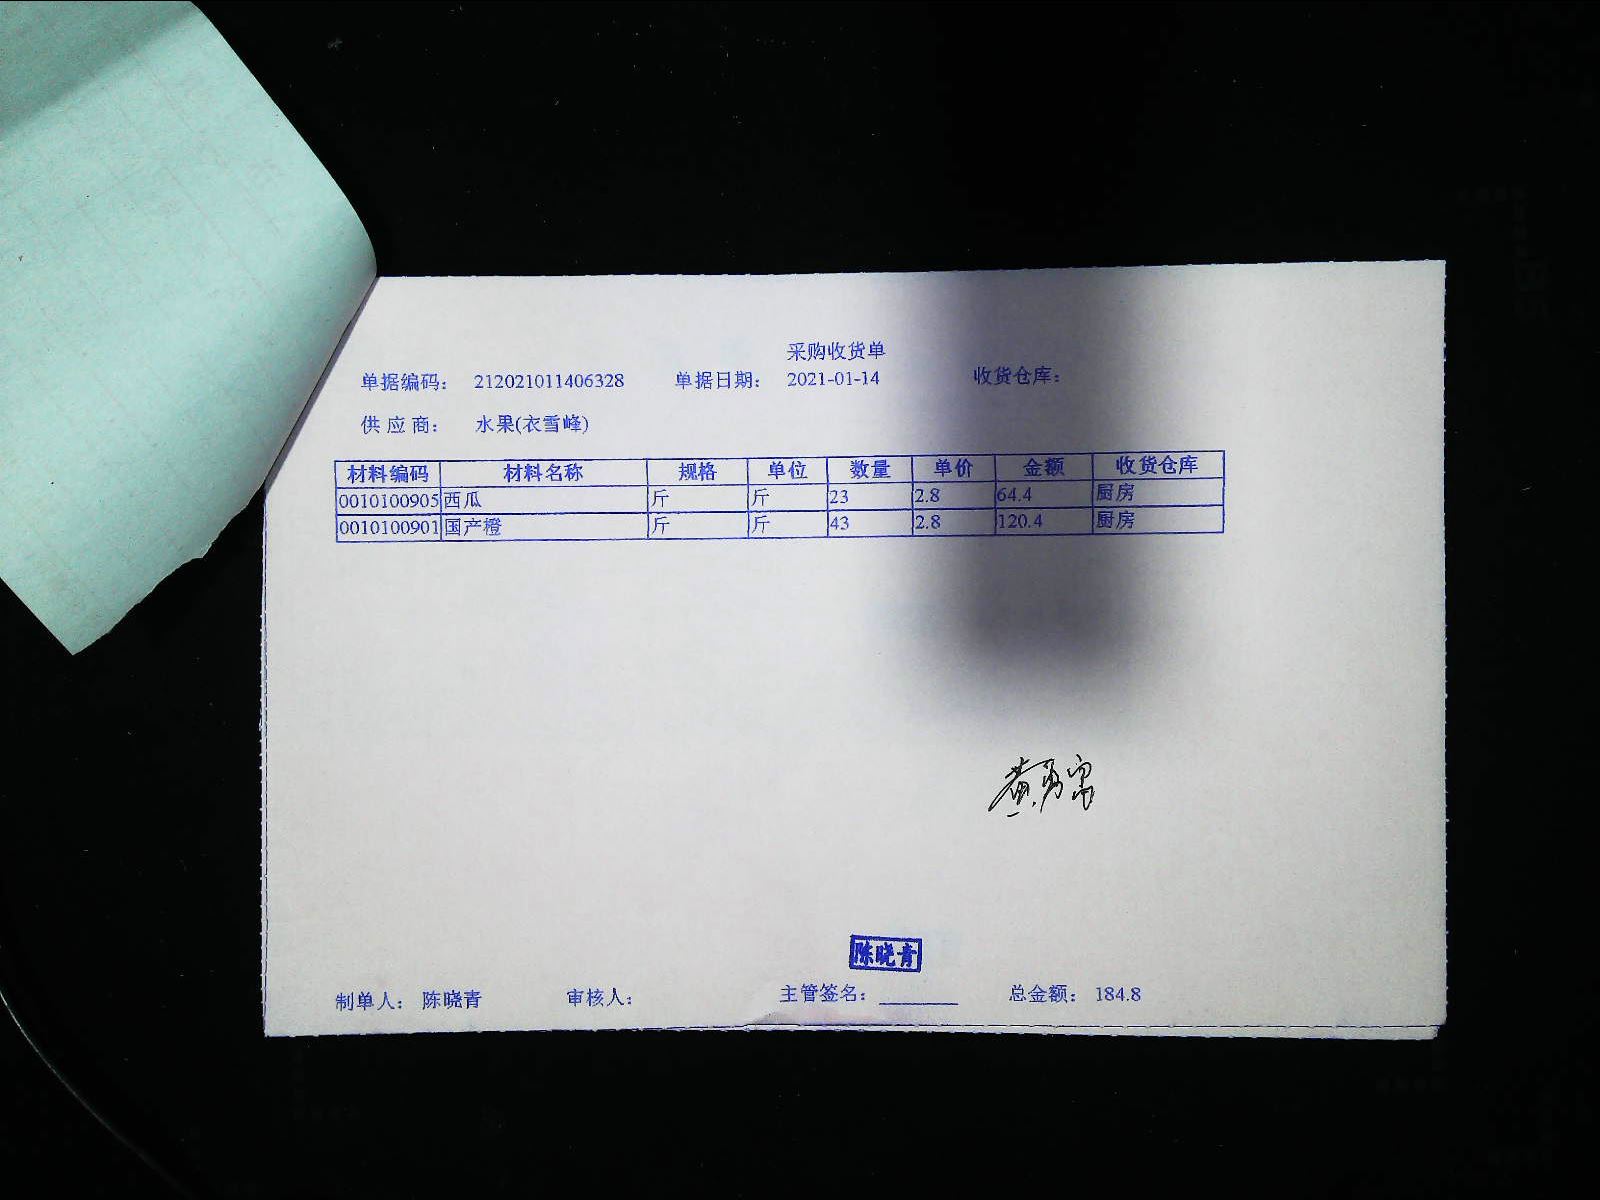 采购收货单
单据编码： 212021011406328 单据日期： 2021-01-14 收货仓库：
供 应 商： 水果(衣雪峰)
材料编码 材料名称 规格 单位 数量 单价 金额 收货仓库
0010100905 西瓜 斤 斤 23 2.8 64.4 厨房
0010100901 国产橙 斤 斤 43 2.8 120.4 厨房
陈晓青
制单人： 陈晓青 审核人： 主管签名： 总金额： 184.8